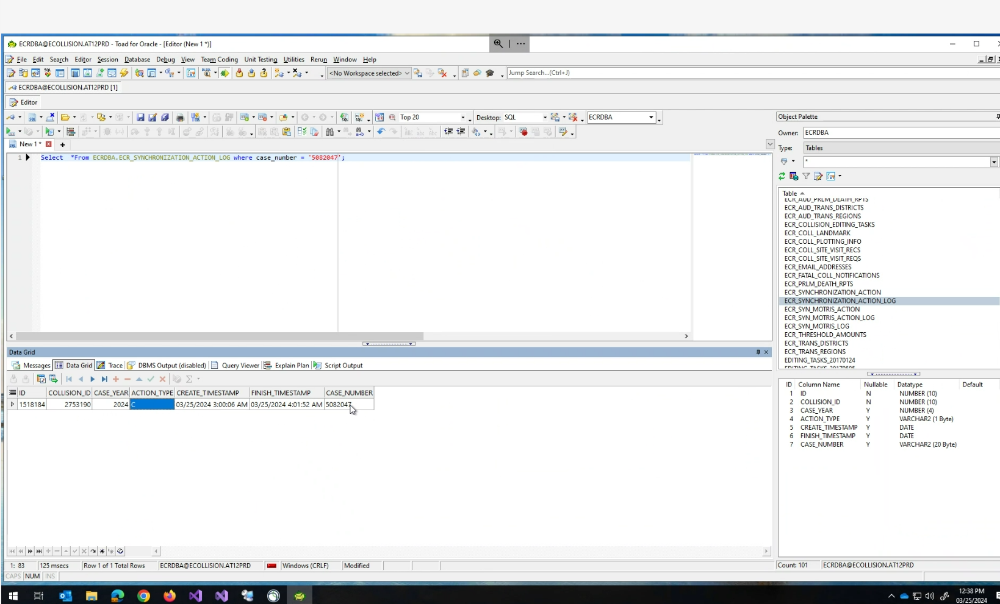 ECRDBA@ECOLLISION.AT12PRD - Toad for Oracle - [Editor (New 1 *)]
File Edit Search Editor Session Database Debug View Team Coding Unit Testing Utilities Rerun Window Help
<No Workspace selected> Jump Search...(Ctrl+J)
ECRDBA@ECOLLISION.AT12PRD [1]
Editor
Top 20 Desktop: SQL ECRDBA
New 1 *
1 Select *From ECRDBA.ECR_SYNCHRONIZATION_ACTION_LOG where case_number = '5082047';
Object Palette
Owner: ECRDBA
Type: Tables
*
Table
ECR_AUD_PRLM_DEATH_RPTS
ECR_AUD_TRANS_DISTRICTS
ECR_AUD_TRANS_REGIONS
ECR_COLLISION_EDITING_TASKS
ECR_COLL_LANDMARK
ECR_COLL_PLOTTING_INFO
ECR_COLL_SITE_VISIT_RECS
ECR_COLL_SITE_VISIT_REQS
ECR_EMAIL_ADDRESSES
ECR_FATAL_COLL_NOTIFICATIONS
ECR_PRLM_DEATH_RPTS
ECR_SYNCHRONIZATION_ACTION
ECR_SYNCHRONIZATION_ACTION_LOG
ECR_SYN_MOTRIS_ACTION
ECR_SYN_MOTRIS_ACTION_LOG
ECR_SYN_MOTRIS_LOG
ECR_THRESHOLD_AMOUNTS
ECR_TRANS_DISTRICTS
ECR_TRANS_REGIONS
EDITING_TASKS_20170124
Data Grid
Messages Data Grid Trace DBMS Output (disabled) Query Viewer Explain Plan Script Output
ID COLLISION_ID CASE_YEAR ACTION_TYPE CREATE_TIMESTAMP FINISH_TIMESTAMP CASE_NUMBER
1518184 2753190 2024 C 03/25/2024 3:00:06 AM 03/25/2024 4:01:52 AM 5082047
ID Column Name Nullable Datatype Default
1 ID N NUMBER (10)
2 COLLISION_ID N NUMBER (10)
3 CASE_YEAR Y NUMBER (4)
4 ACTION_TYPE Y VARCHAR2 (1 Byte)
5 CREATE_TIMESTAMP Y DATE
6 FINISH_TIMESTAMP Y DATE
7 CASE_NUMBER Y VARCHAR2 (20 Byte)
1: 83 125 msecs Row 1 of 1 Total Rows ECRDBA@ECOLLISION.AT12PRD Windows (CRLF) Modified
Count: 101 ECRDBA@ECOLLISION.AT12PRD
CAPS NUM INS
12:38 PM
03/25/2024